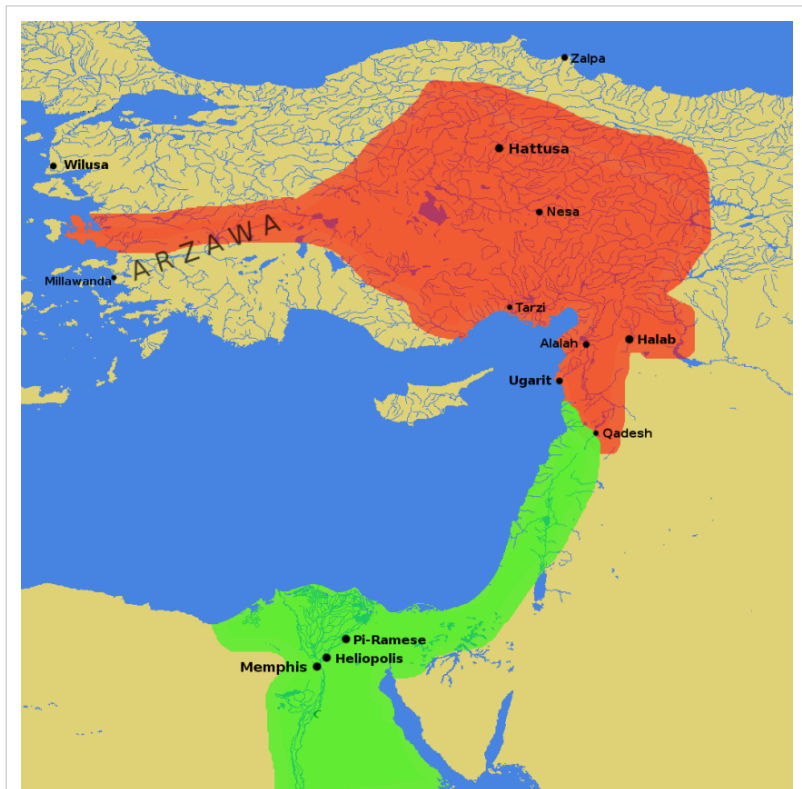 Zalpa
Hattusa
Wilusa
Nesa
ARZAWA
Millawanda
Tarzi
Alalah
Halab
Ugarit
Qadesh
Pi-Ramese
Heliopolis
Memphis